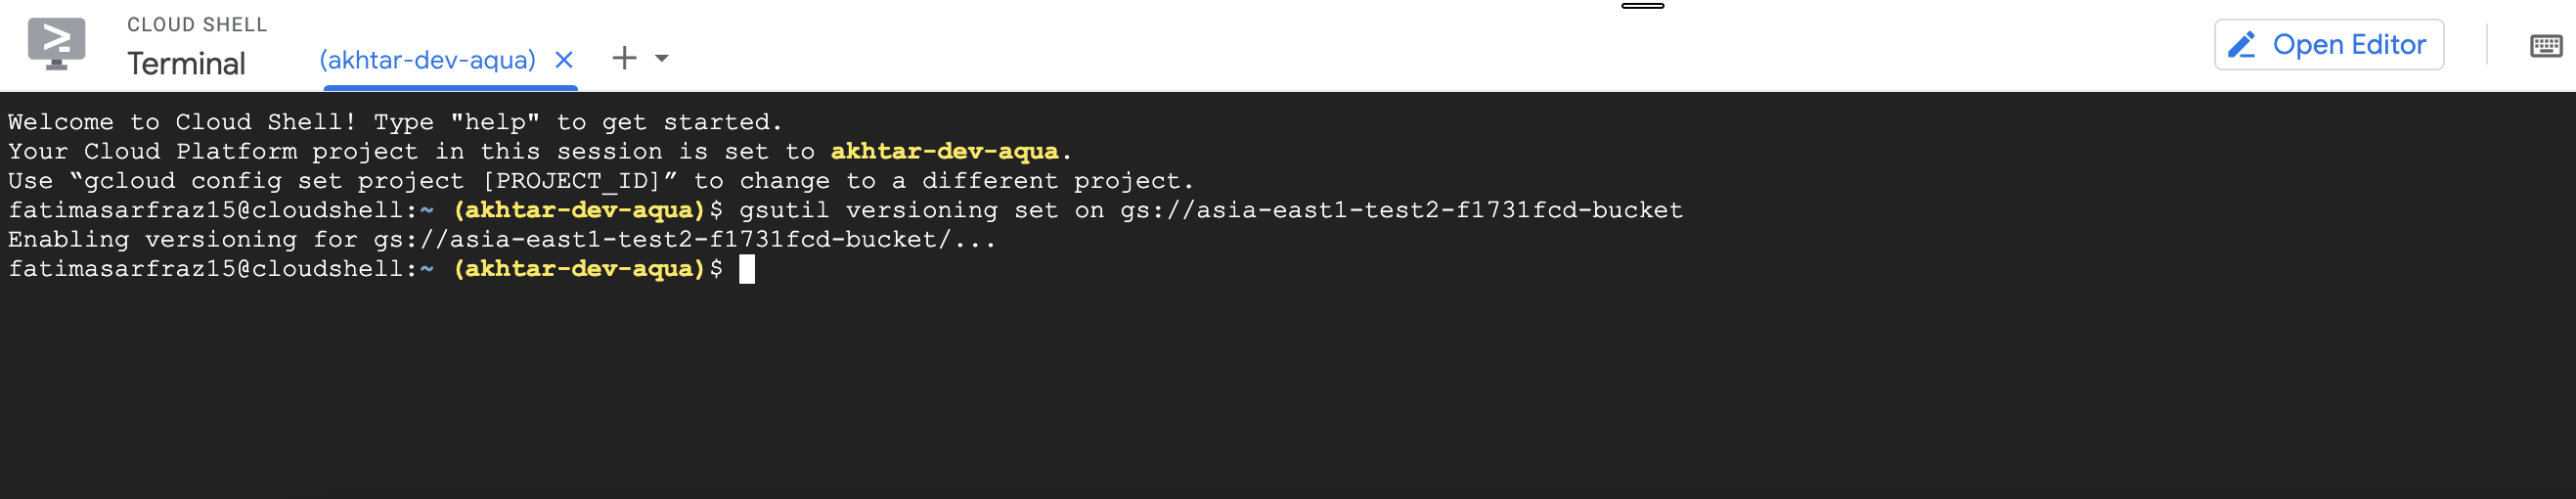 CLOUD SHELL
Terminal
(akhtar-dev-aqua)
Open Editor
Welcome to Cloud Shell! Type "help" to get started.
Your Cloud Platform project in this session is set to akhtar-dev-aqua.
Use “gcloud config set project [PROJECT_ID]” to change to a different project.
fatimasarfraz15@cloudshell:~ (akhtar-dev-aqua)$ gsutil versioning set on gs://asia-east1-test2-f1731fcd-bucket
Enabling versioning for gs://asia-east1-test2-f1731fcd-bucket/...
fatimasarfraz15@cloudshell:~ (akhtar-dev-aqua)$